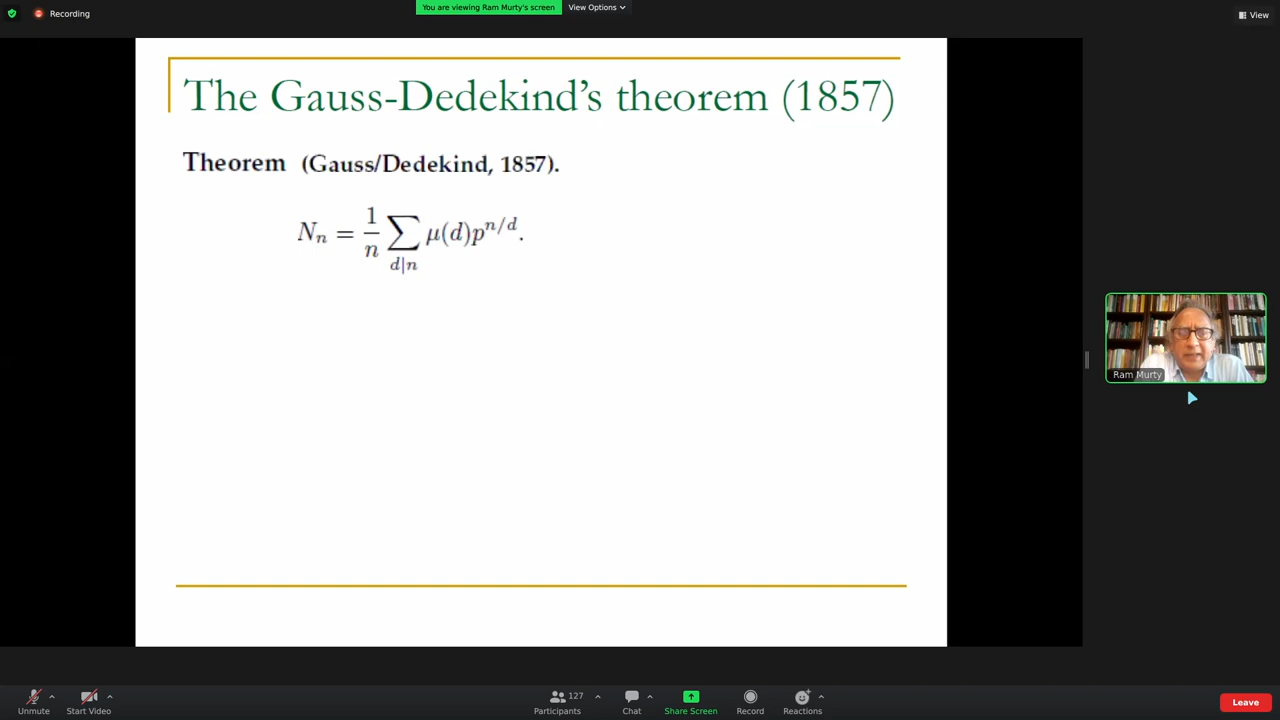 Recording
You are viewing Ram Murty's screen
View Options
View
The Gauss-Dedekind's theorem (1857)
Theorem (Gauss/Dedekind, 1857).
N_n = \frac{1}{n} \sum_{d|n} μ(d)p^{n/d}.
Ram Murty
Unmute
Start Video
127
Participants
Chat
Share Screen
Record
Reactions
Leave